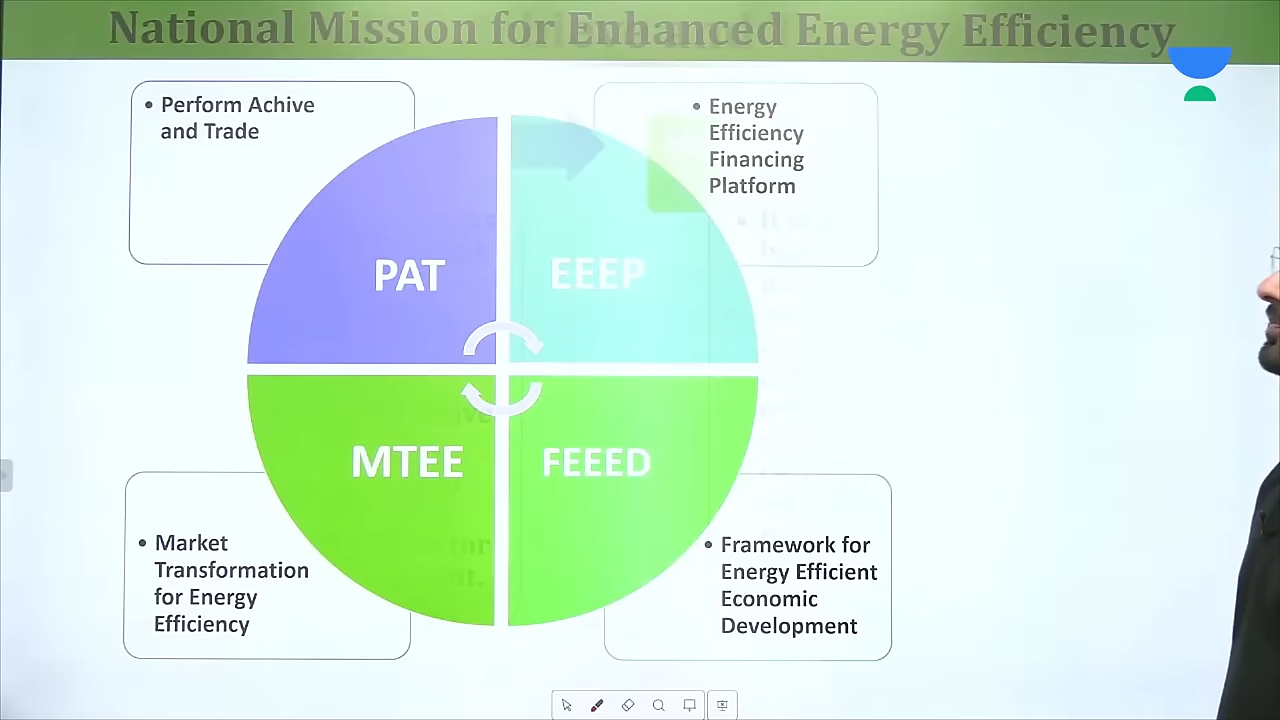 National Mission for Enhanced Energy Efficiency
• Perform Achive
and Trade
• Energy
Efficiency
Financing
Platform
PAT
EEEP
MTEE
FEEED
• Market
Transformation
for Energy
Efficiency
• Framework for
Energy Efficient
Economic
Development